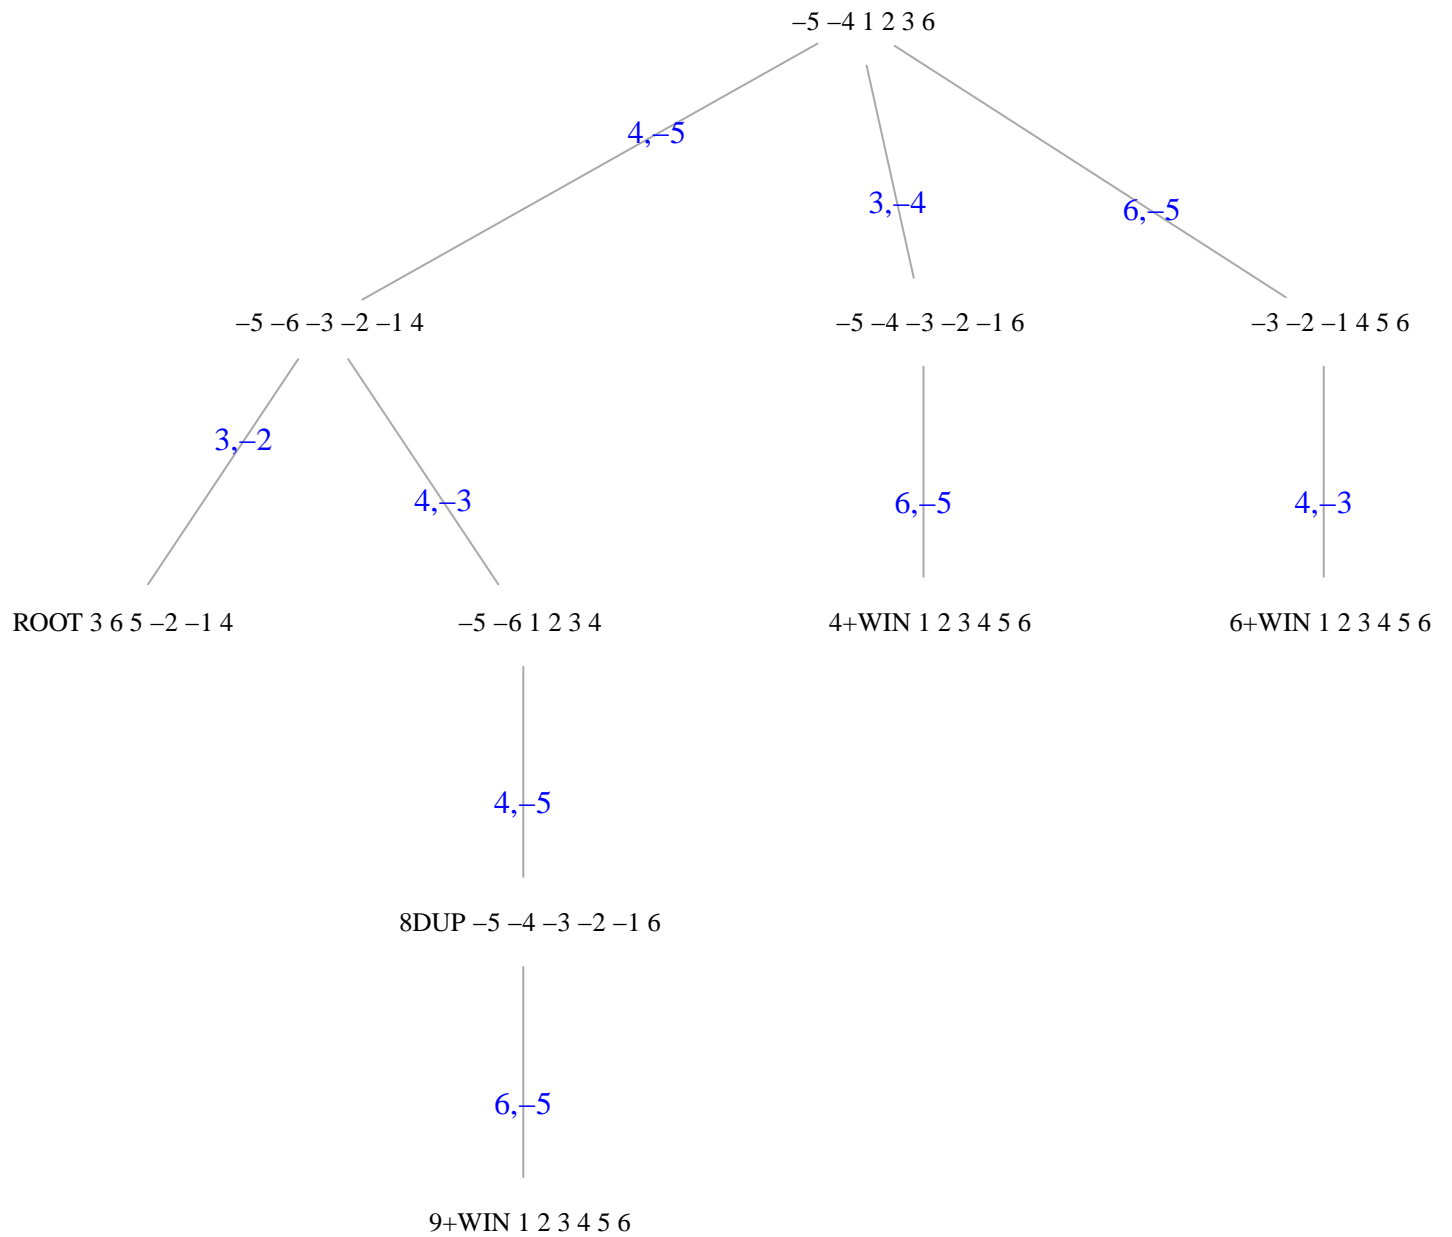 –5 –4 1 2 3 6
4,–5
3,–4
6,–5
–5 –6 –3 –2 –1 4
–5 –4 –3 –2 –1 6
–3 –2 –1 4 5 6
3,–2
4,–3
6,–5
4,–3
ROOT 3 6 5 –2 –1 4
–5 –6 1 2 3 4
4+WIN 1 2 3 4 5 6
6+WIN 1 2 3 4 5 6
4,–5
8DUP –5 –4 –3 –2 –1 6
6,–5
9+WIN 1 2 3 4 5 6